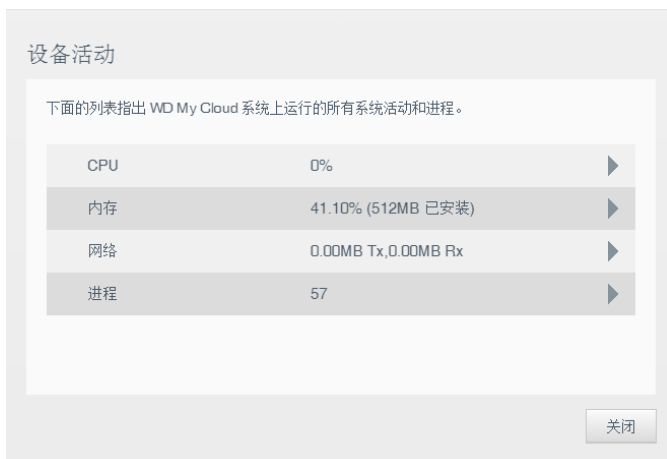 设备活动
下面的列表指出 WD My Cloud 系统上运行的所有系统活动和进程。
CPU 0%
内存 41.10% (512MB 已安装)
网络 0.00MB Tx,0.00MB Rx
进程 57
关闭